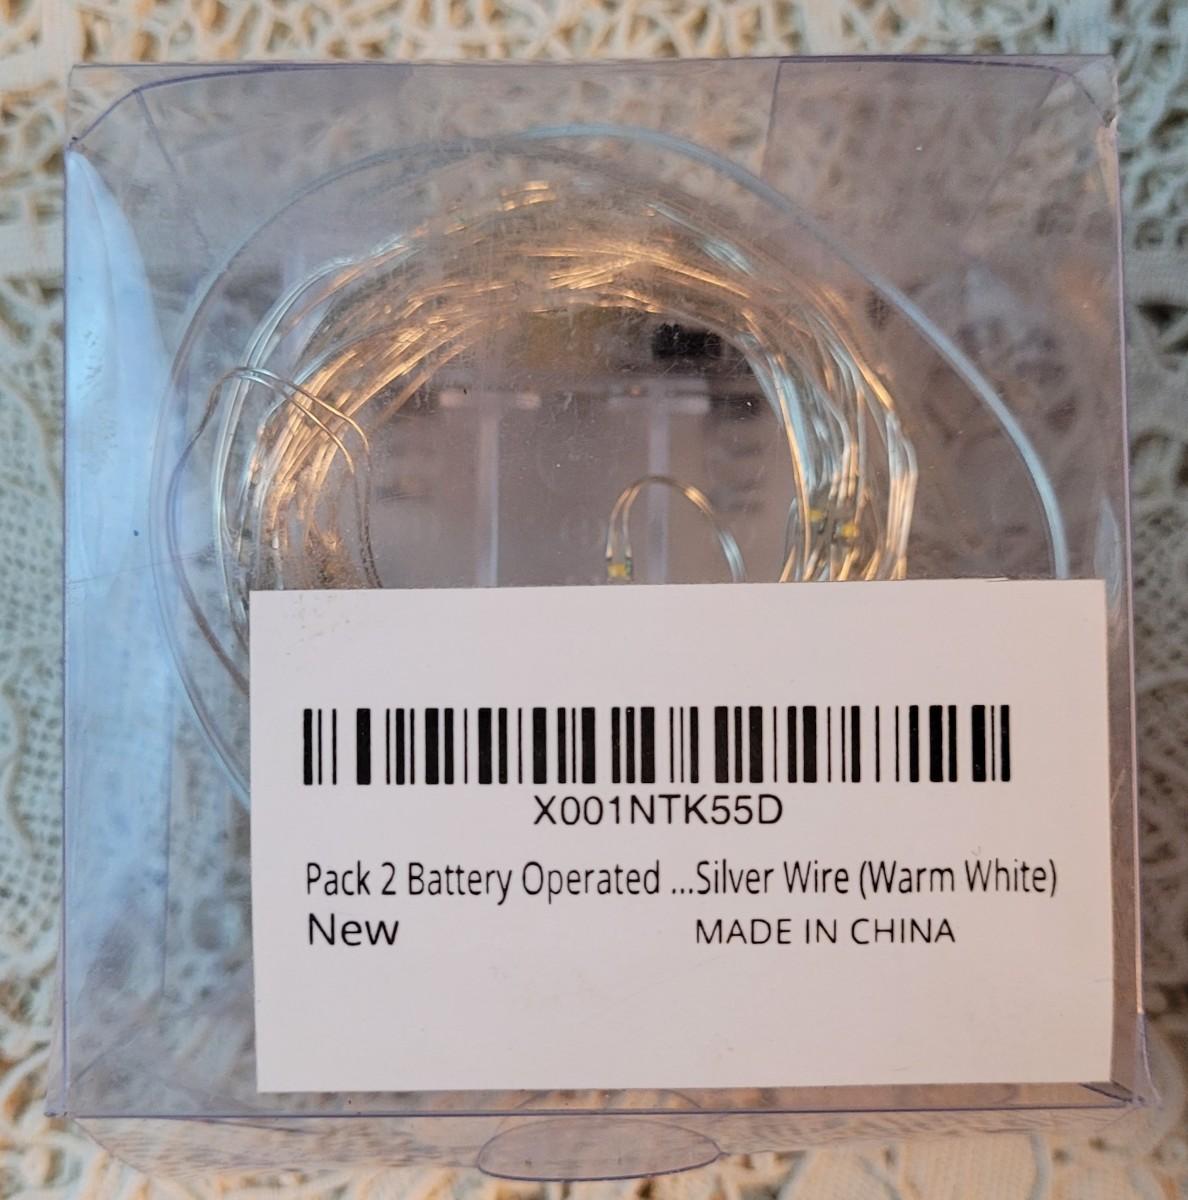 X001NTK55D
Pack 2 Battery Operated ...Silver Wire (Warm White)
New MADE IN CHINA